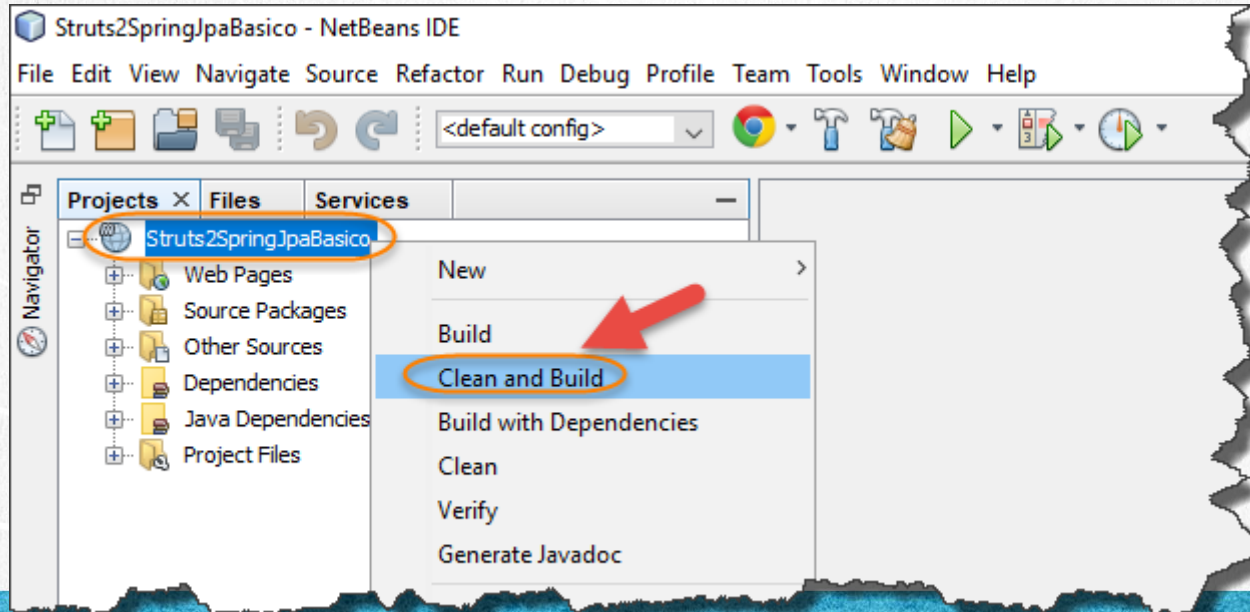 Struts2SpringJpaBasico - NetBeans IDE
File Edit View Navigate Source Refactor Run Debug Profile Team Tools Window Help
<default config>
Projects Files Services
Navigator
Struts2SpringJpaBasico
Web Pages
Source Packages
Other Sources
Dependencies
Java Dependencies
Project Files
New
Build
Clean and Build
Build with Dependencies
Clean
Verify
Generate Javadoc